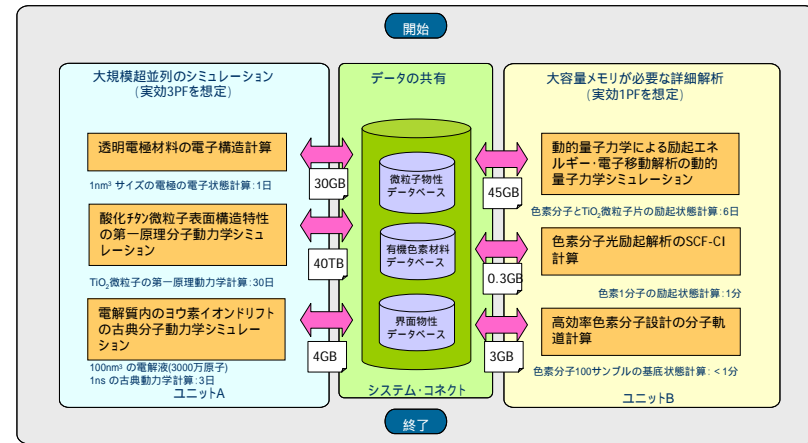 開始
大規模超並列のシミュレーション
(実効3PFを想定)
透明電極材料の電子構造計算
1nm³ サイズの電極の電子状態計算:1日
酸化チタン微粒子表面構造特性
の第一原理分子動力学シミュ
レーション
TiO₂微粒子の第一原理動力学計算:30日
電解質内のヨウ素イオンドリフト
の古典分子動力学シミュレー
ション
100nm³ の電解液(3000万原子)
1ns の古典動力学計算:3日
ユニットA
30GB
40TB
4GB
データの共有
微粒子物性
データベース
有機色素材料
データベース
界面物性
データベース
システム・コネクト
45GB
0.3GB
3GB
大容量メモリが必要な詳細解析
(実効1PFを想定)
動的量子力学による励起エネ
ルギー・電子移動解析の動的
量子力学シミュレーション
色素分子とTiO₂微粒子片の励起状態計算:6日
色素分子光励起解析のSCF-CI
計算
色素1分子の励起状態計算:1分
高効率色素分子設計の分子軌
道計算
色素分子100サンプルの基底状態計算:<1分
ユニットB
終了